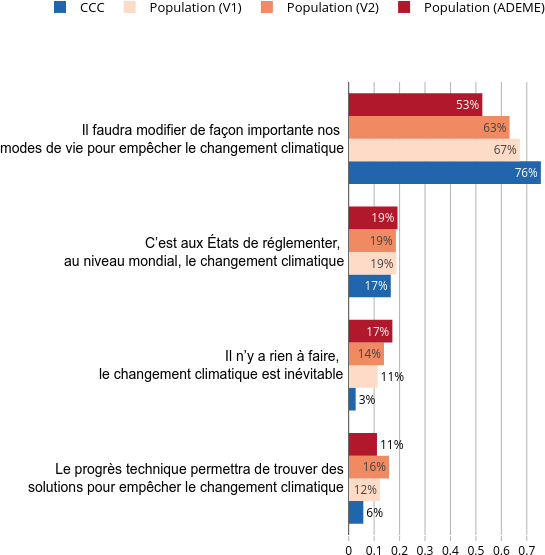 CCC Population (V1) Population (V2) Population (ADEME)
53%
Il faudra modifier de façon importante nos
63%
modes de vie pour empêcher le changement climatique
67%
76%
19%
C’est aux États de réglementer,
19%
au niveau mondial, le changement climatique
19%
17%
17%
Il n’y a rien à faire,
14%
le changement climatique est inévitable
11%
3%
11%
Le progrès technique permettra de trouver des
16%
solutions pour empêcher le changement climatique
12%
6%
0 0.1 0.2 0.3 0.4 0.5 0.6 0.7